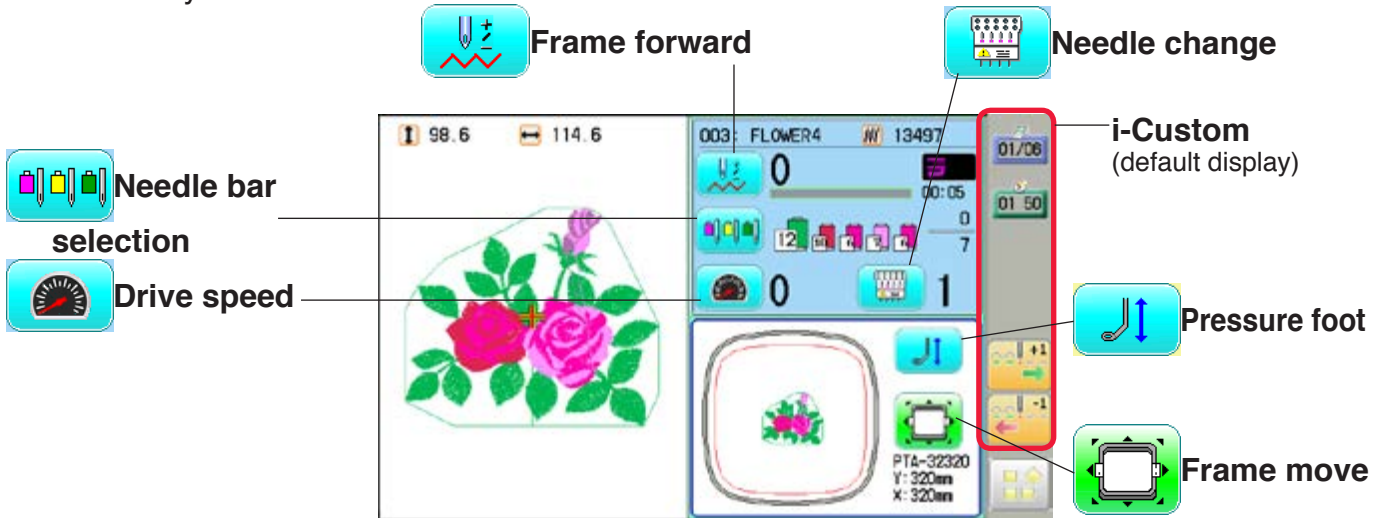 Frame forward
Needle change
98.6
114.6
003: FLOWER4
13497
01/06
i-Custom
(default display)
0
00:05
01 50
Needle bar
selection
12
0
7
Drive speed
0
1
Pressure foot
+1
-1
PTA-32320
Y: 320mm
X: 320mm
Frame move